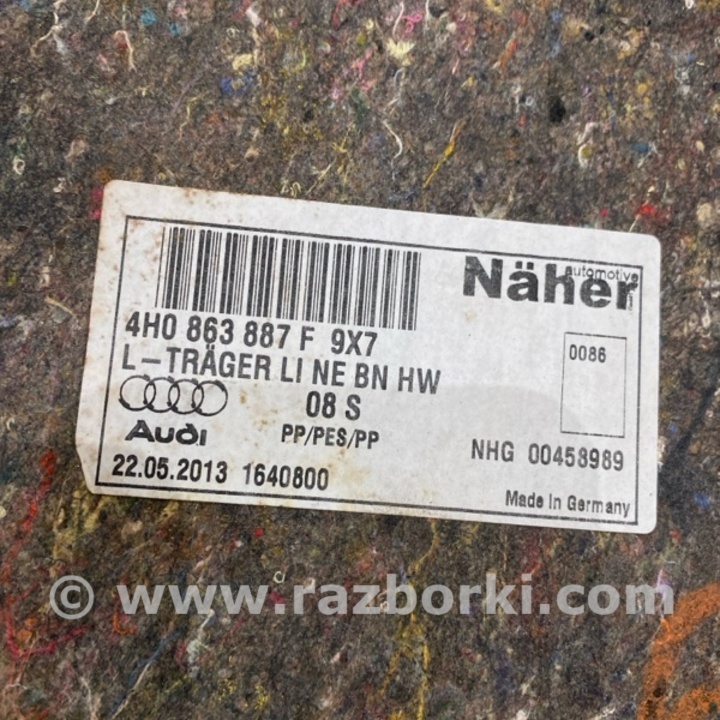 automotive
Näher
4H0 863 887 F 9X7
L-TRÄGER LI NE BN HW
08 S
0086
Audi
PP/PES/PP
NHG 00458989
22.05.2013 1640800
Made in Germany
© www.razborki.com